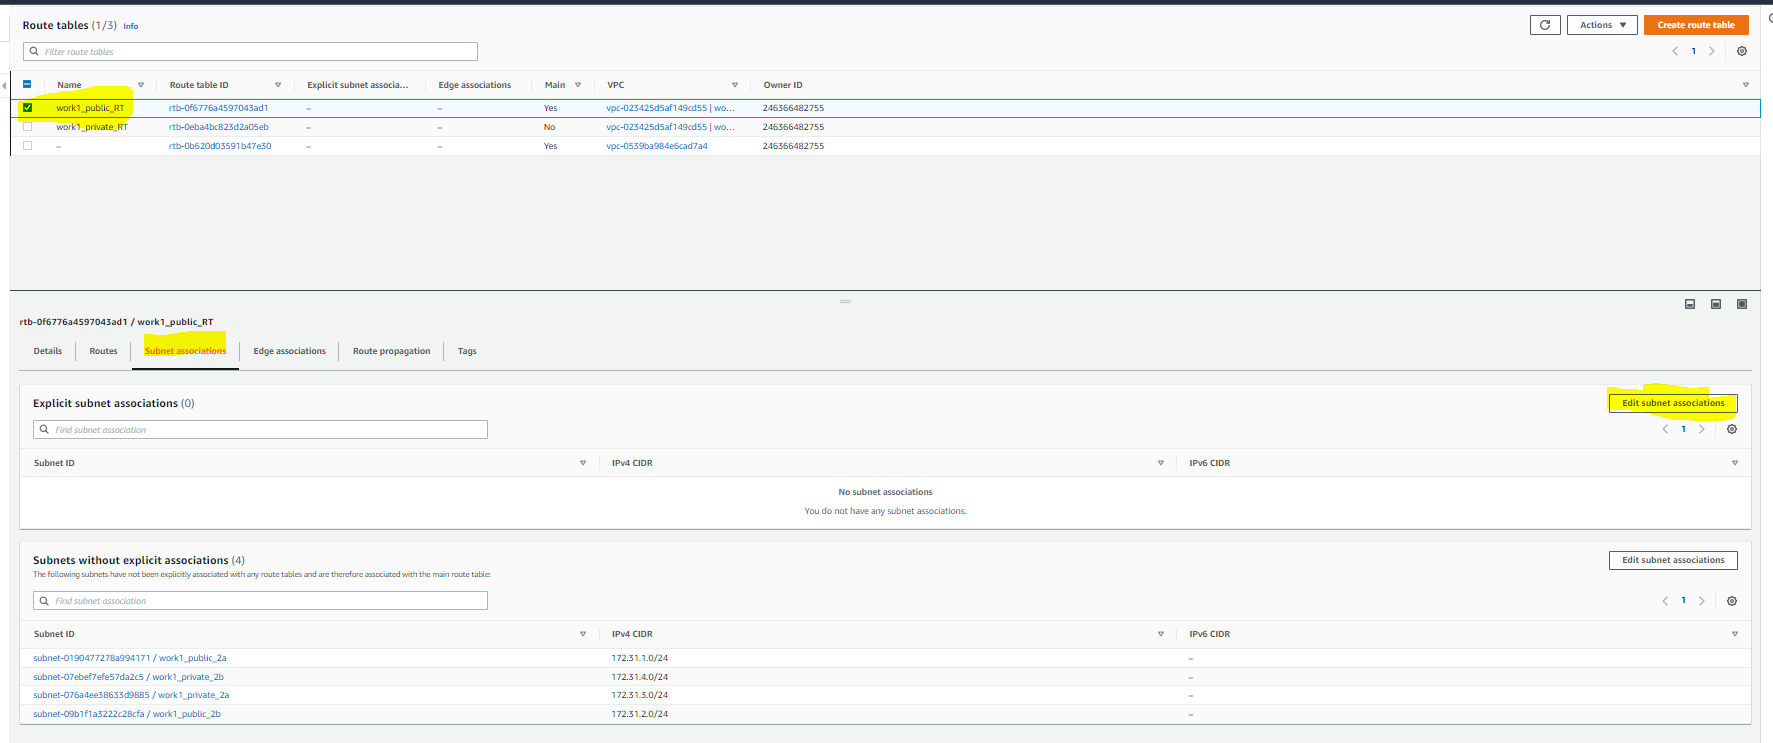 Route tables (1/3) Info
Actions ▼ Create route table
Filter route tables
1
Name Route table ID Explicit subnet associa... Edge associations Main VPC Owner ID
work1_public_RT rtb-0f6776a4597043ad1 – – Yes vpc-023425d5af149cd55 | wo... 246366482755
work1_private_RT rtb-0eba4bc823d2a05eb – – No vpc-023425d5af149cd55 | wo... 246366482755
– rtb-0b620d03591b47e30 – – Yes vpc-0539ba984e6cad7a4 246366482755
rtb-0f6776a4597043ad1 / work1_public_RT
Details Routes Subnet associations Edge associations Route propagation Tags
Explicit subnet associations (0) Edit subnet associations
Find subnet association 1
Subnet ID IPv4 CIDR IPv6 CIDR
No subnet associations
You do not have any subnet associations.
Subnets without explicit associations (4) Edit subnet associations
The following subnets have not been explicitly associated with any route tables and are therefore associated with the main route table:
Find subnet association 1
Subnet ID IPv4 CIDR IPv6 CIDR
subnet-0190477278a994171 / work1_public_2a 172.31.1.0/24 –
subnet-07ebef7efe57da2c5 / work1_private_2b 172.31.4.0/24 –
subnet-076a4ee38633d9885 / work1_private_2a 172.31.3.0/24 –
subnet-09b1f1a3222c28cfa / work1_public_2b 172.31.2.0/24 –